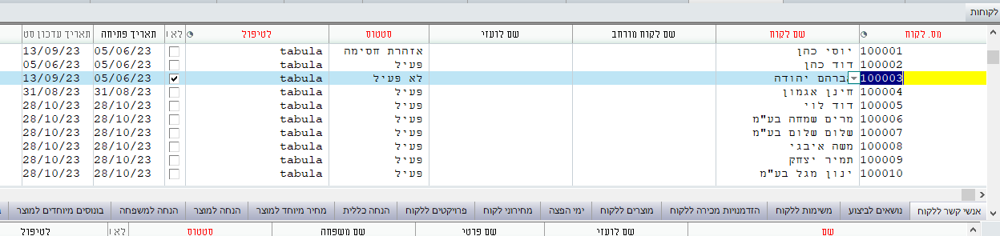 לקוחות
מס. לקוח שם לקוח שם לקוח מורחב שם לועזי סטטוס לטיפול לא תאריך פתיחה תאריך עדכון סט
100001 יוסי כהן אזהרת חסימה tabula 05/06/23 13/09/23
100002 דוד כהן פעיל tabula 05/06/23 05/06/23
100003 אברהם יהודה לא פעיל tabula 05/06/23 13/09/23
100004 חינן אגמון פעיל tabula 31/08/23 31/08/23
100005 דוד לוי פעיל tabula 28/10/23 28/10/23
100006 מרים שמחה בע"מ פעיל tabula 28/10/23 28/10/23
100007 שלום שלום בע"מ פעיל tabula 28/10/23 28/10/23
100008 משה איבגי פעיל tabula 28/10/23 28/10/23
100009 תמיר יצחק פעיל tabula 28/10/23 28/10/23
100010 ינון מגל בע"מ פעיל tabula 28/10/23 28/10/23
אנשי קשר ללקוח נושאים לביצוע משימות ללקוח הזדמנויות מכירה ללקוח מוצרים ללקוח ימי הפצה מחירוני לקוח פרויקטים ללקוח הנחה כללית מחיר מיוחד למוצר הנחה למוצר הנחה למשפחה בונוסים מיוחדים למוצר
שם שם לועזי שם פרטי שם משפחה סטטוס לא לטיפול